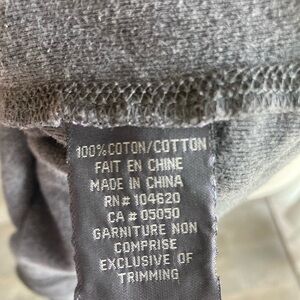 100% COTON/COTTON
FAIT EN CHINE
MADE IN CHINA
RN# 104620
CA # 05050
GARNITURE NON
COMPRISE
EXCLUSIVE OF
TRIMMING